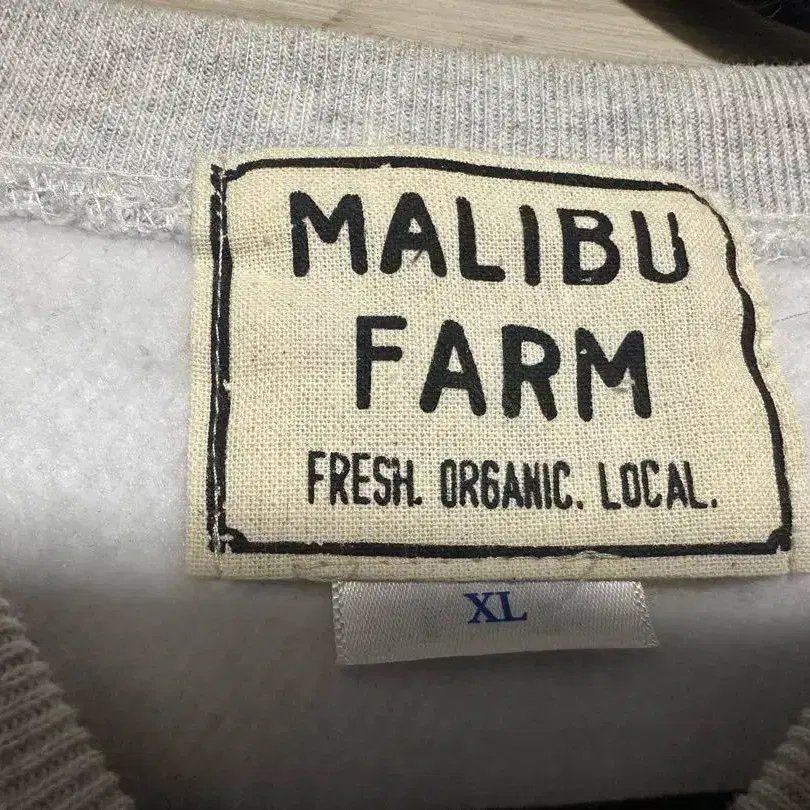 MALIBU
FARM
FRESH. ORGANIC. LOCAL.
XL